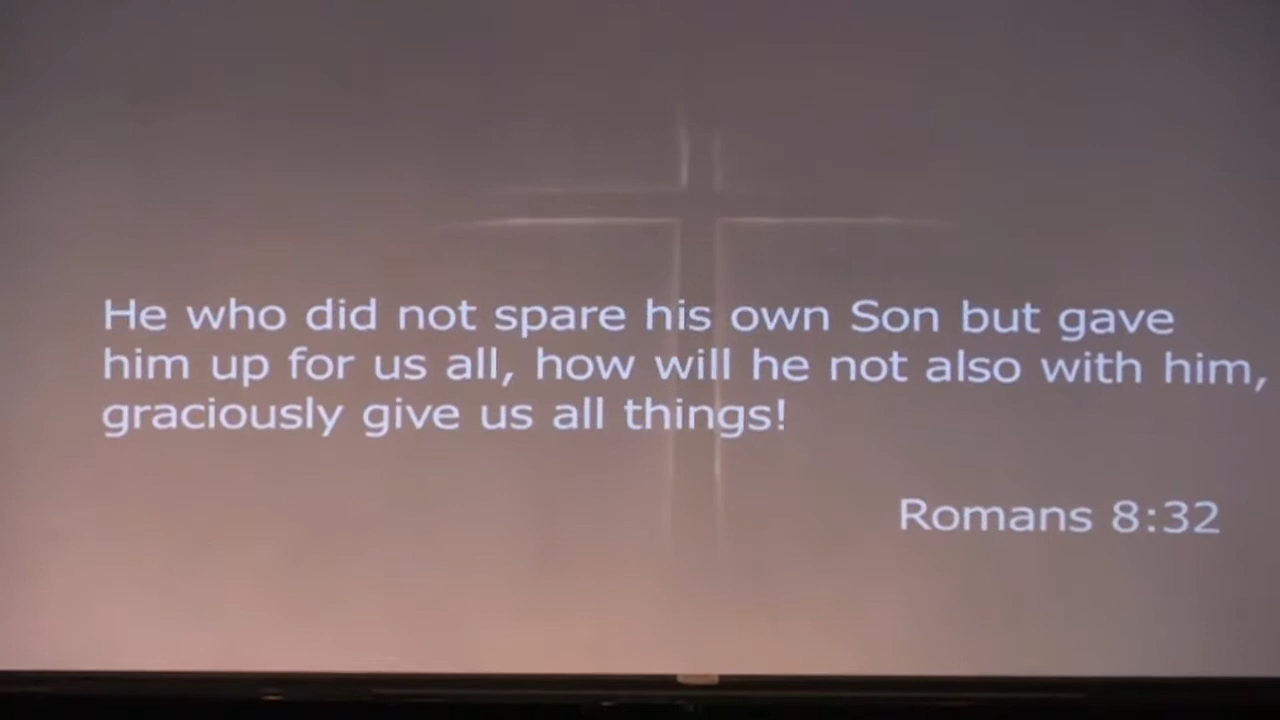 He who did not spare his own Son but gave
him up for us all, how will he not also with him,
graciously give us all things!
Romans 8:32